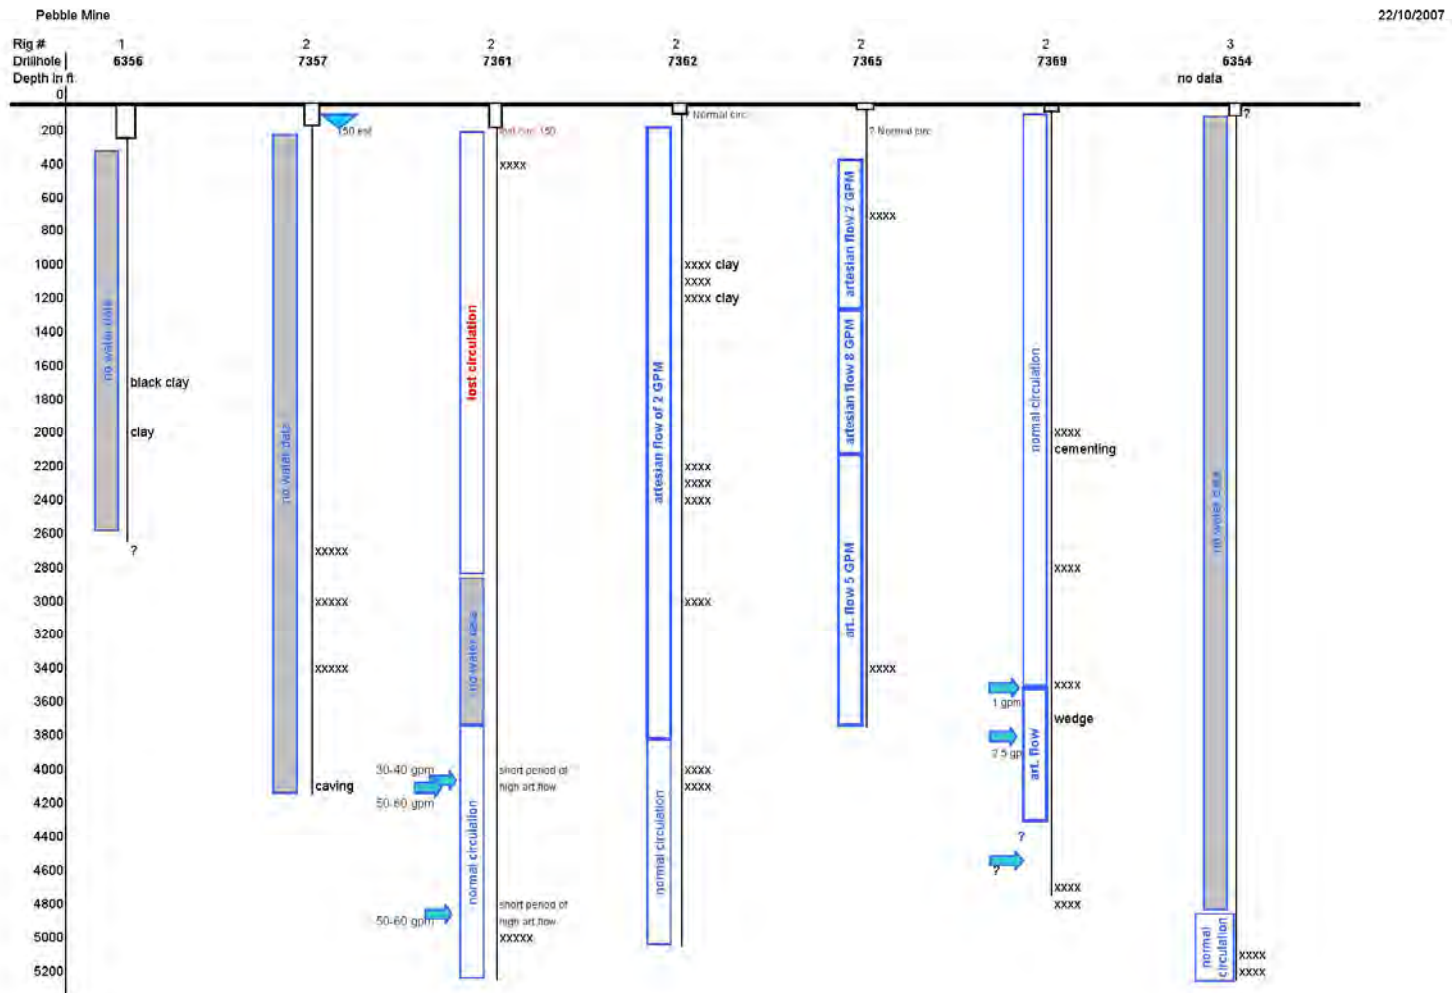 Pebble Mine
22/10/2007
Rig # 1 2 2 2 2 2 3
Drillhole 6356 7357 7361 7362 7365 7369 6354
Depth in ft no data
0
200
400
600
800
1000
1200
1400
1600
1800
2000
2200
2400
2600
2800
3000
3200
3400
3600
3800
4000
4200
4400
4600
4800
5000
5200
no water data
black clay
clay
?
150 est
no water data
xxxxx
xxxxx
xxxxx
caving
lost circ 150
xxxx
lost circulation
no water data
normal circulation
30-40 gpm
50-60 gpm
short period of
high art flow
50-60 gpm
short period of
high art flow
xxxxx
Normal circ
artesian flow of 2 GPM
xxxx clay
xxxx
xxxx clay
xxxx
xxxx
xxxx
xxxx
xxxx
xxxx
normal circulation
? Normal circ
artesian flow 2 GPM
xxxx
artesian flow 8 GPM
art. flow 5 GPM
xxxx
normal circulation
xxxx
cementing
xxxx
xxxx
1 gpm
wedge
2.5 gp
art. flow
?
?
xxxx
xxxx
?
no water data
normal
circulation
xxxx
xxxx